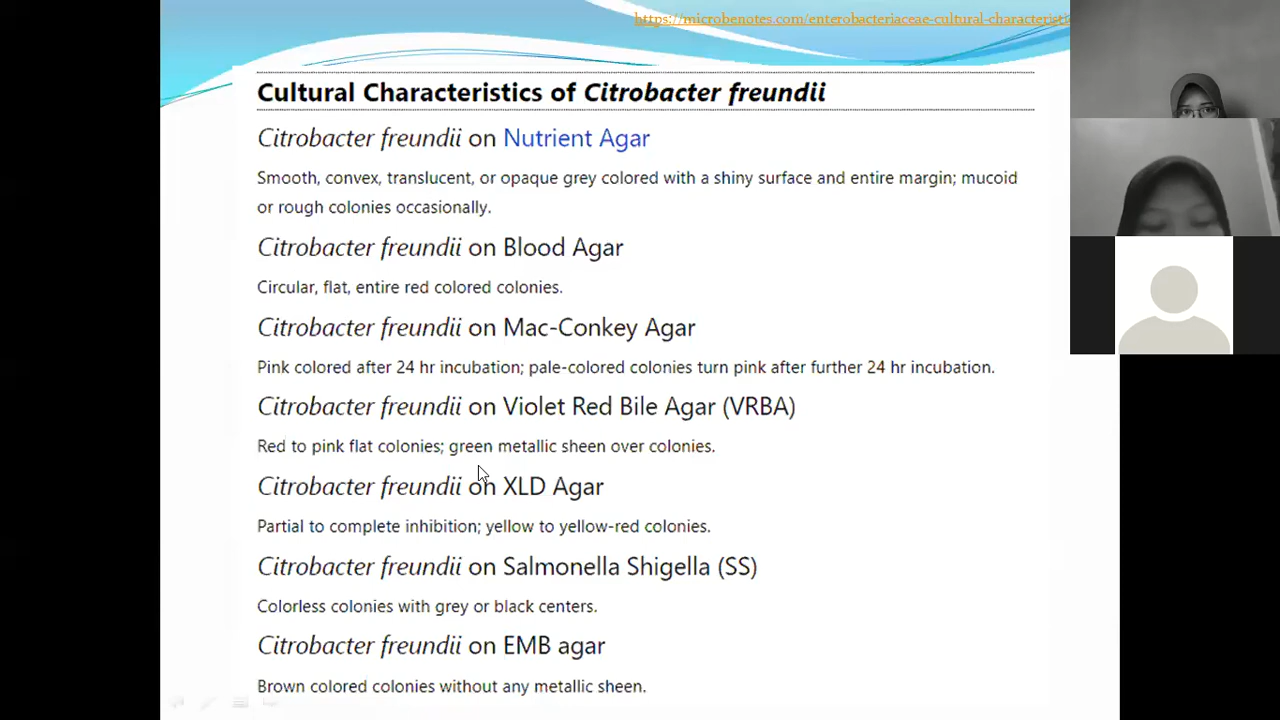 https://microbenotes.com/enterobacteriaceae-cultural-characteristic
Cultural Characteristics of Citrobacter freundii
Citrobacter freundii on Nutrient Agar
Smooth, convex, translucent, or opaque grey colored with a shiny surface and entire margin; mucoid
or rough colonies occasionally.
Citrobacter freundii on Blood Agar
Circular, flat, entire red colored colonies.
Citrobacter freundii on Mac-Conkey Agar
Pink colored after 24 hr incubation; pale-colored colonies turn pink after further 24 hr incubation.
Citrobacter freundii on Violet Red Bile Agar (VRBA)
Red to pink flat colonies; green metallic sheen over colonies.
Citrobacter freundii on XLD Agar
Partial to complete inhibition; yellow to yellow-red colonies.
Citrobacter freundii on Salmonella Shigella (SS)
Colorless colonies with grey or black centers.
Citrobacter freundii on EMB agar
Brown colored colonies without any metallic sheen.